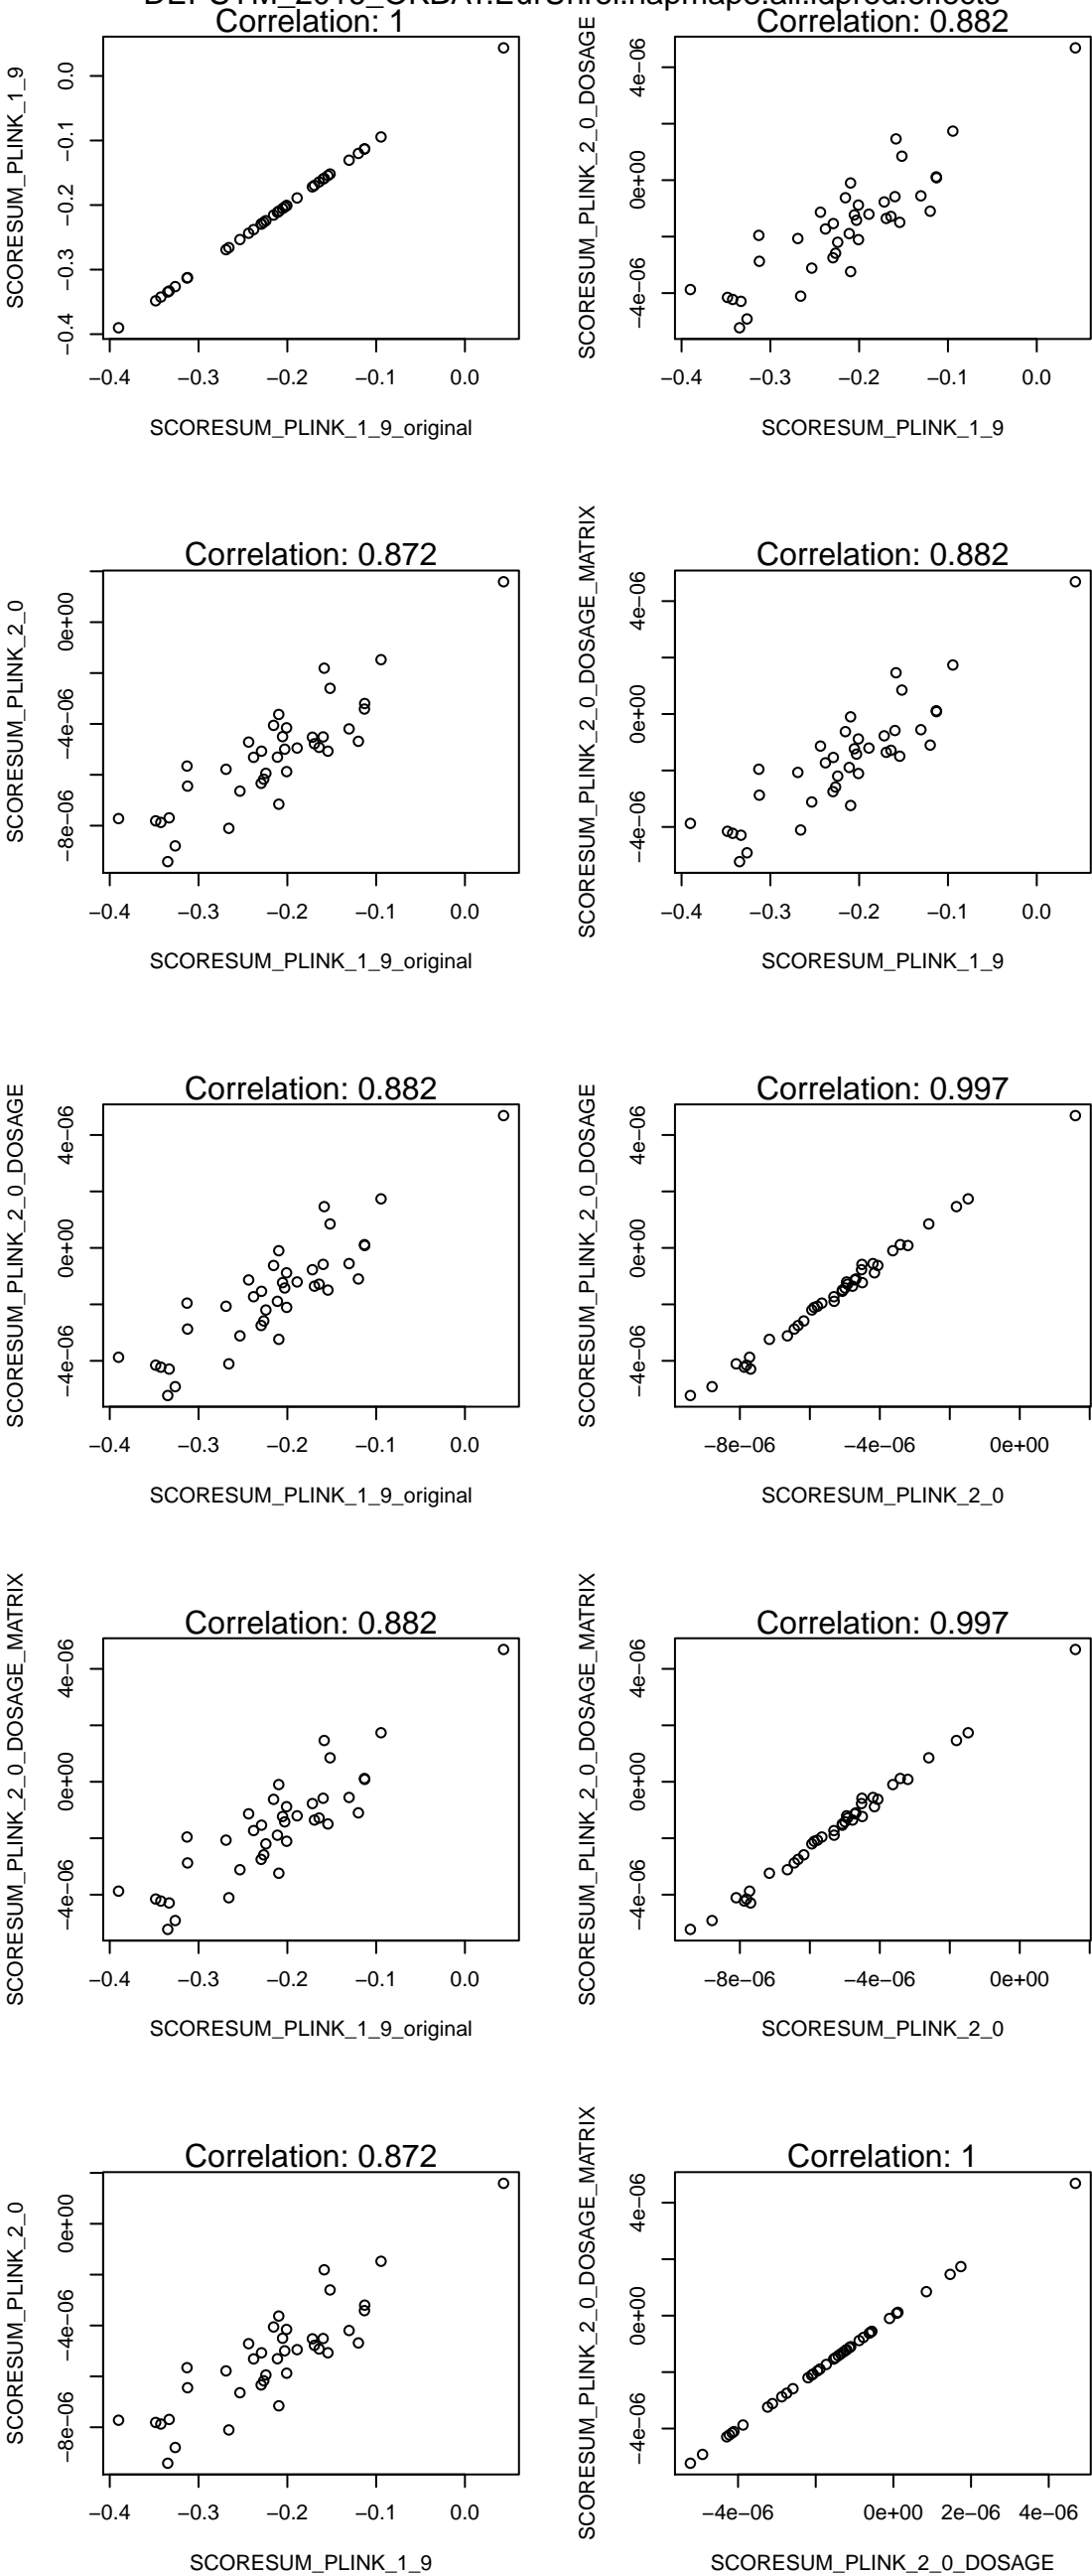 Correlation: 1
SCORESUM_PLINK_1_9
0.0
−0.1
−0.2
−0.3
−0.4
−0.4 −0.3 −0.2 −0.1 0.0
SCORESUM_PLINK_1_9_original
Correlation: 0.882
SCORESUM_PLINK_2_0_DOSAGE
4e−06
0e+00
−4e−06
−0.4 −0.3 −0.2 −0.1 0.0
SCORESUM_PLINK_1_9
Correlation: 0.872
SCORESUM_PLINK_2_0
0e+00
−4e−06
−8e−06
−0.4 −0.3 −0.2 −0.1 0.0
SCORESUM_PLINK_1_9_original
Correlation: 0.882
SCORESUM_PLINK_2_0_DOSAGE_MATRIX
4e−06
0e+00
−4e−06
−0.4 −0.3 −0.2 −0.1 0.0
SCORESUM_PLINK_1_9
Correlation: 0.882
SCORESUM_PLINK_2_0_DOSAGE
4e−06
0e+00
−4e−06
−0.4 −0.3 −0.2 −0.1 0.0
SCORESUM_PLINK_1_9_original
Correlation: 0.997
SCORESUM_PLINK_2_0_DOSAGE
4e−06
0e+00
−4e−06
−8e−06 −4e−06 0e+00
SCORESUM_PLINK_2_0
Correlation: 0.882
SCORESUM_PLINK_2_0_DOSAGE_MATRIX
4e−06
0e+00
−4e−06
−0.4 −0.3 −0.2 −0.1 0.0
SCORESUM_PLINK_1_9_original
Correlation: 0.997
SCORESUM_PLINK_2_0_DOSAGE_MATRIX
4e−06
0e+00
−4e−06
−8e−06 −4e−06 0e+00
SCORESUM_PLINK_2_0
Correlation: 0.872
SCORESUM_PLINK_2_0
0e+00
−4e−06
−8e−06
−0.4 −0.3 −0.2 −0.1 0.0
SCORESUM_PLINK_1_9
Correlation: 1
SCORESUM_PLINK_2_0_DOSAGE_MATRIX
4e−06
0e+00
−4e−06
−4e−06 0e+00 2e−06 4e−06
SCORESUM_PLINK_2_0_DOSAGE